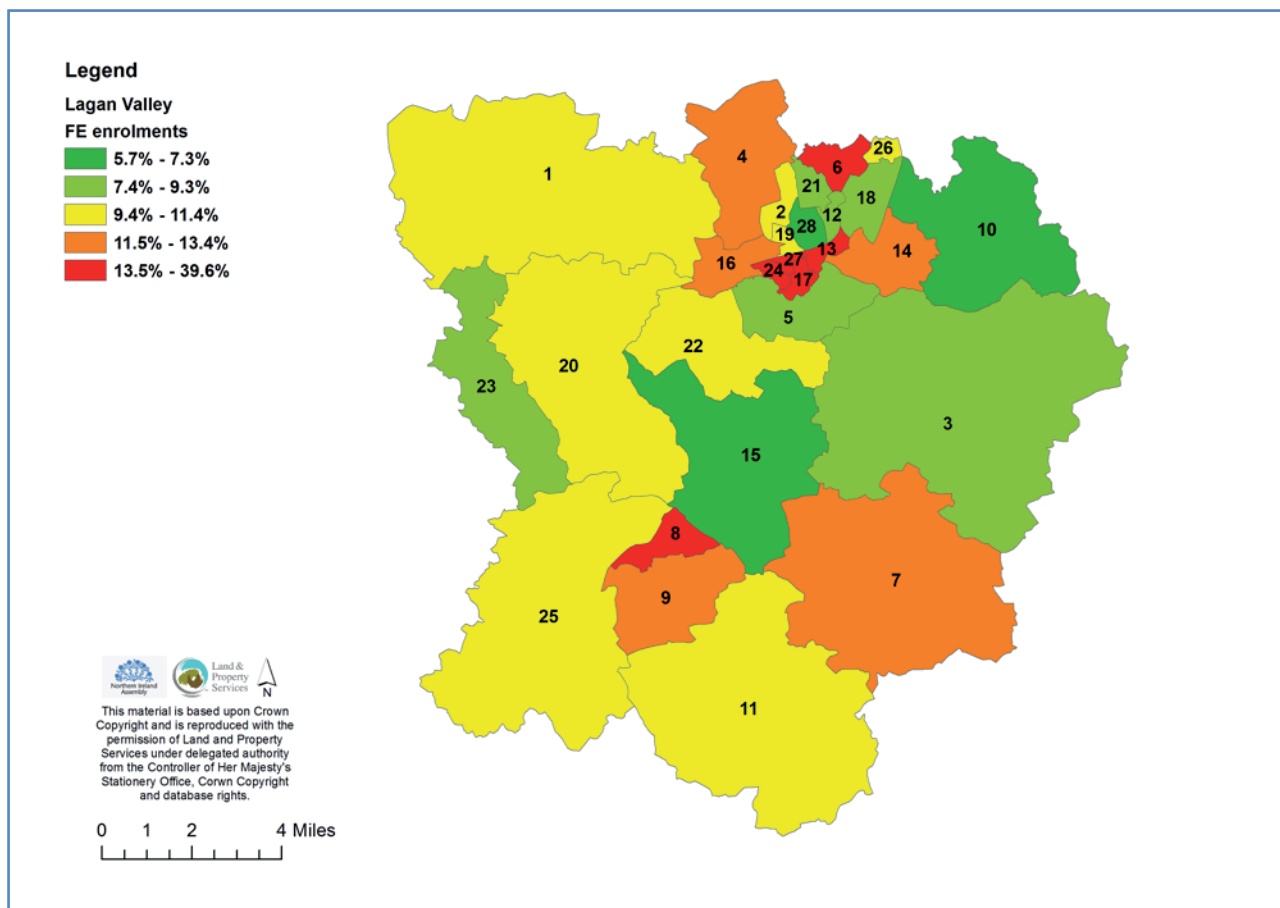 Legend
Lagan Valley
FE enrolments
5.7% - 7.3%
7.4% - 9.3%
9.4% - 11.4%
11.5% - 13.4%
13.5% - 39.6%
1
4
6
26
21
18
2
12
28
19
10
13
14
27
16
24
17
5
22
20
23
3
15
8
7
9
25
11
Northern Ireland
Assembly
Land &
Property
Services
N
This material is based upon Crown
Copyright and is reproduced with the
permission of Land and Property
Services under delegated authority
from the Controller of Her Majesty's
Stationery Office, Corwn Copyright
and database rights.
0 1 2 4 Miles